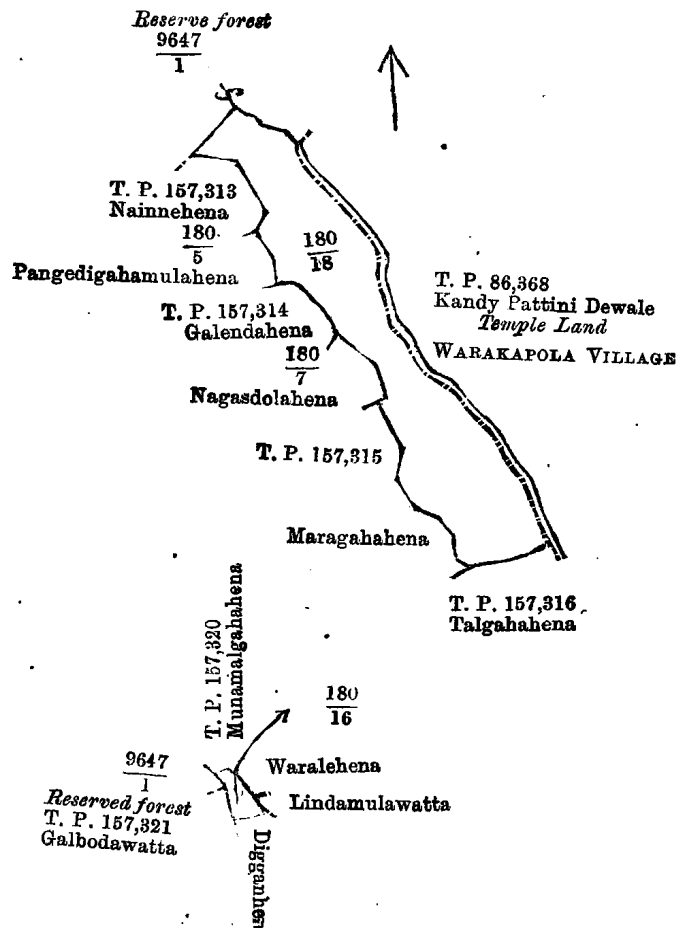 Reserve forest
9647
1
T. P. 157,313
Nainnehena
180
5
Pangedigahamulahena
180
18
T. P. 157,314
Galendahena
180
7
Nagasdolahena
T. P. 86,368
Kandy Pattini Dewale
Temple Land
WARAKAPOLA VILLAGE
T. P. 157,315
Maragahahena
T. P. 157,316
Talgahahena
T. P. 157,320
Munamalgahahena
180
16
9647
1
Reserved forest
T. P. 157,321
Galbodawatta
Waralehena
Lindamulawatta